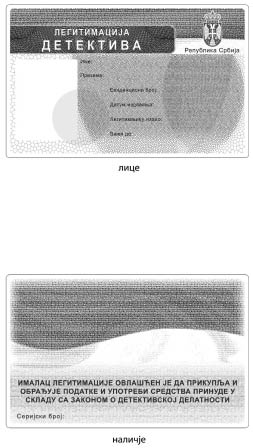 ЛЕГИТИМАЦИЈА
ДЕТЕКТИВА
Република Србија
Име:
Презиме:
Евиденциони број:
Датум издавања:
Легитимацију издаје:
Важи до:
лице
ИМАЛАЦ ЛЕГИТИМАЦИЈЕ ОВЛАШЋЕН ЈЕ ДА ПРИКУПЉА И
ОБРАЂУЈЕ ПОДАТКЕ И УПОТРЕБИ СРЕДСТВА ПРИНУДЕ У
СКЛАДУ СА ЗАКОНОМ О ДЕТЕКТИВСКОЈ ДЕЛАТНОСТИ
Серијски број:
наличје